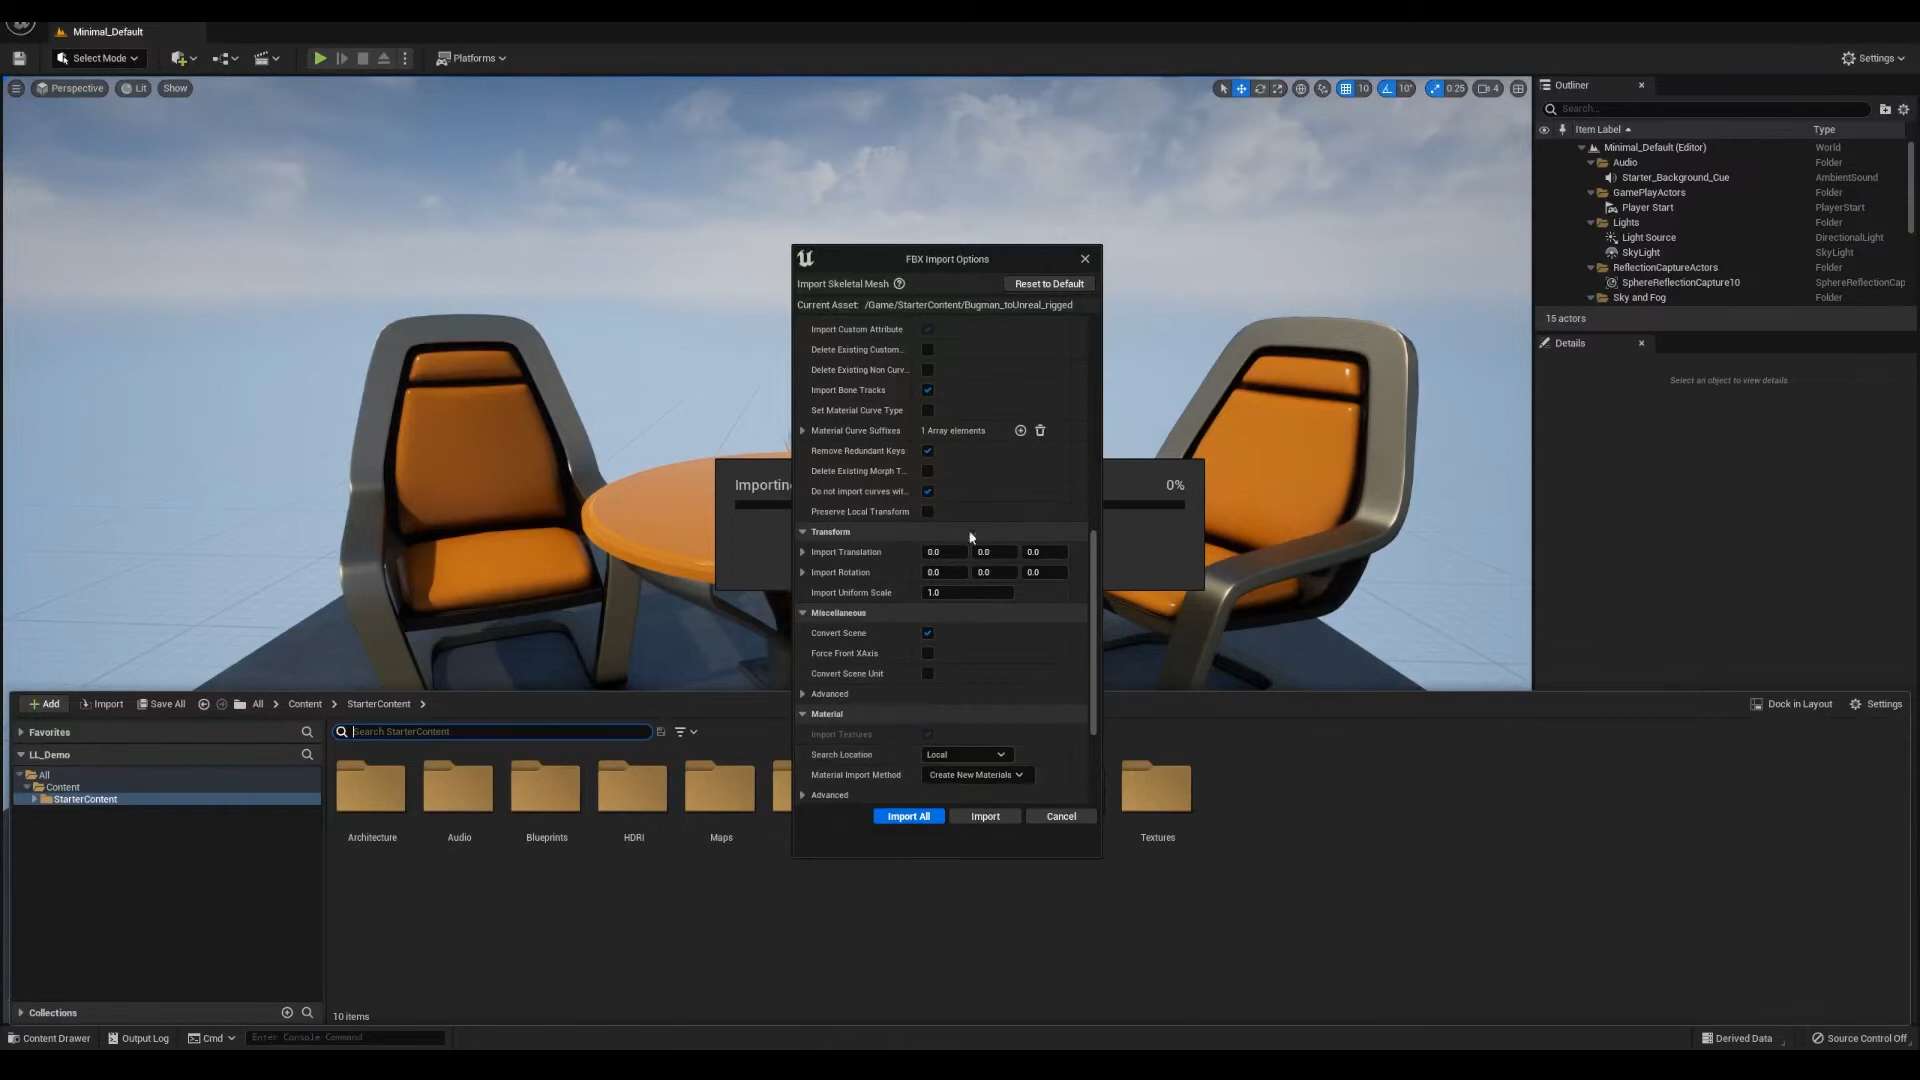 Minimal_Default
Select Mode
Platforms
Settings
Perspective
Lit
Show
10
10°
0.25
4
Outliner
Search...
Item Label
Type
Minimal_Default (Editor)
World
Audio
Folder
Starter_Background_Cue
AmbientSound
GamePlayActors
Folder
Player Start
PlayerStart
Lights
Folder
Light Source
DirectionalLight
SkyLight
SkyLight
ReflectionCaptureActors
Folder
SphereReflectionCapture10
SphereReflectionCap
Sky and Fog
Folder
15 actors
Details
Select an object to view details.
FBX Import Options
Import Skeletal Mesh
Reset to Default
Current Asset: /Game/StarterContent/Bugman_toUnreal_rigged
Import Custom Attribute
Delete Existing Custom...
Delete Existing Non Curv...
Import Bone Tracks
Set Material Curve Type
Material Curve Suffixes
1 Array elements
Remove Redundant Keys
Delete Existing Morph T...
Do not import curves wit...
Preserve Local Transform
Transform
Import Translation
0.0
0.0
0.0
Import Rotation
0.0
0.0
0.0
Import Uniform Scale
1.0
Miscellaneous
Convert Scene
Force Front XAxis
Convert Scene Unit
Advanced
Material
Import Textures
Search Location
Local
Material Import Method
Create New Materials
Advanced
Import All
Import
Cancel
Importin
0%
Add
Import
Save All
All
Content
StarterContent
Dock in Layout
Settings
Favorites
LL_Demo
All
Content
StarterContent
Search StarterContent
Architecture
Audio
Blueprints
HDRI
Maps
Textures
Collections
10 items
Content Drawer
Output Log
Cmd
Enter Console Command
Derived Data
Source Control Off